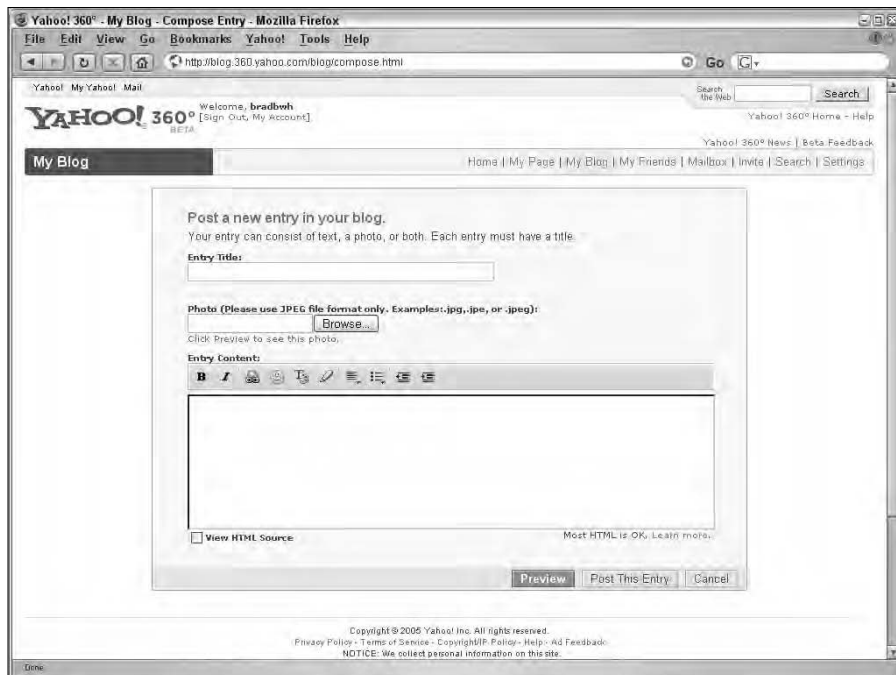 Yahoo! 360° - My Blog - Compose Entry - Mozilla Firefox
File Edit View Go Bookmarks Yahoo! Tools Help
http://blog.360.yahoo.com/blog/compose.html Go G
Yahoo! My Yahoo! Mail
Search the Web Search
YAHOO! 360° BETA
Welcome, bradbwh
[Sign Out, My Account]
Yahoo! 360° Home - Help
Yahoo! 360° News | Beta Feedback
My Blog
Home | My Page | My Blog | My Friends | Mailbox | Invite | Search | Settings
Post a new entry in your blog.
Your entry can consist of text, a photo, or both. Each entry must have a title.
Entry Title:
Photo (Please use JPEG file format only. Examples:.jpg,.jpe, or .jpeg):
Browse...
Click Preview to see this photo.
Entry Content:
B I
View HTML Source
Most HTML is OK. Learn more.
Preview Post This Entry Cancel
Copyright © 2005 Yahoo! Inc. All rights reserved.
Privacy Policy - Terms of Service - Copyright/IP Policy - Help - Ad Feedback
NOTICE: We collect personal information on this site.
Done